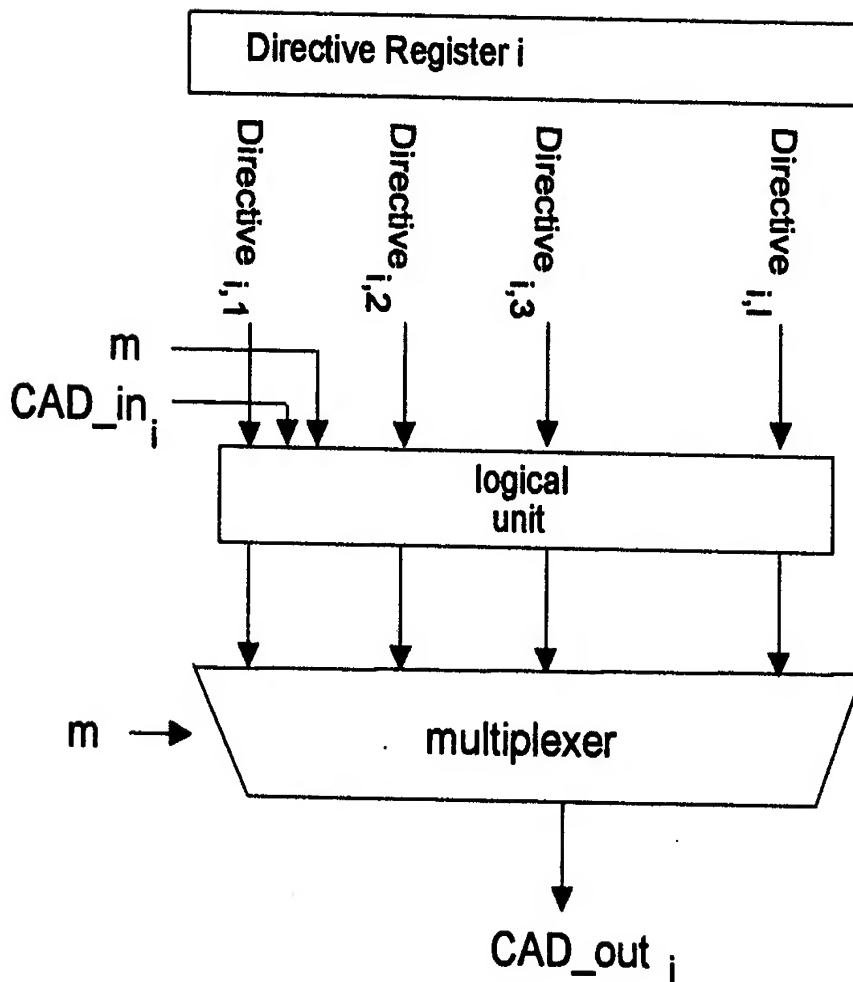 Directive Register i
Directive i,1
Directive i,2
Directive i,3
Directive i,I
m
CAD_in i
logical
unit
m
multiplexer
CAD_out i